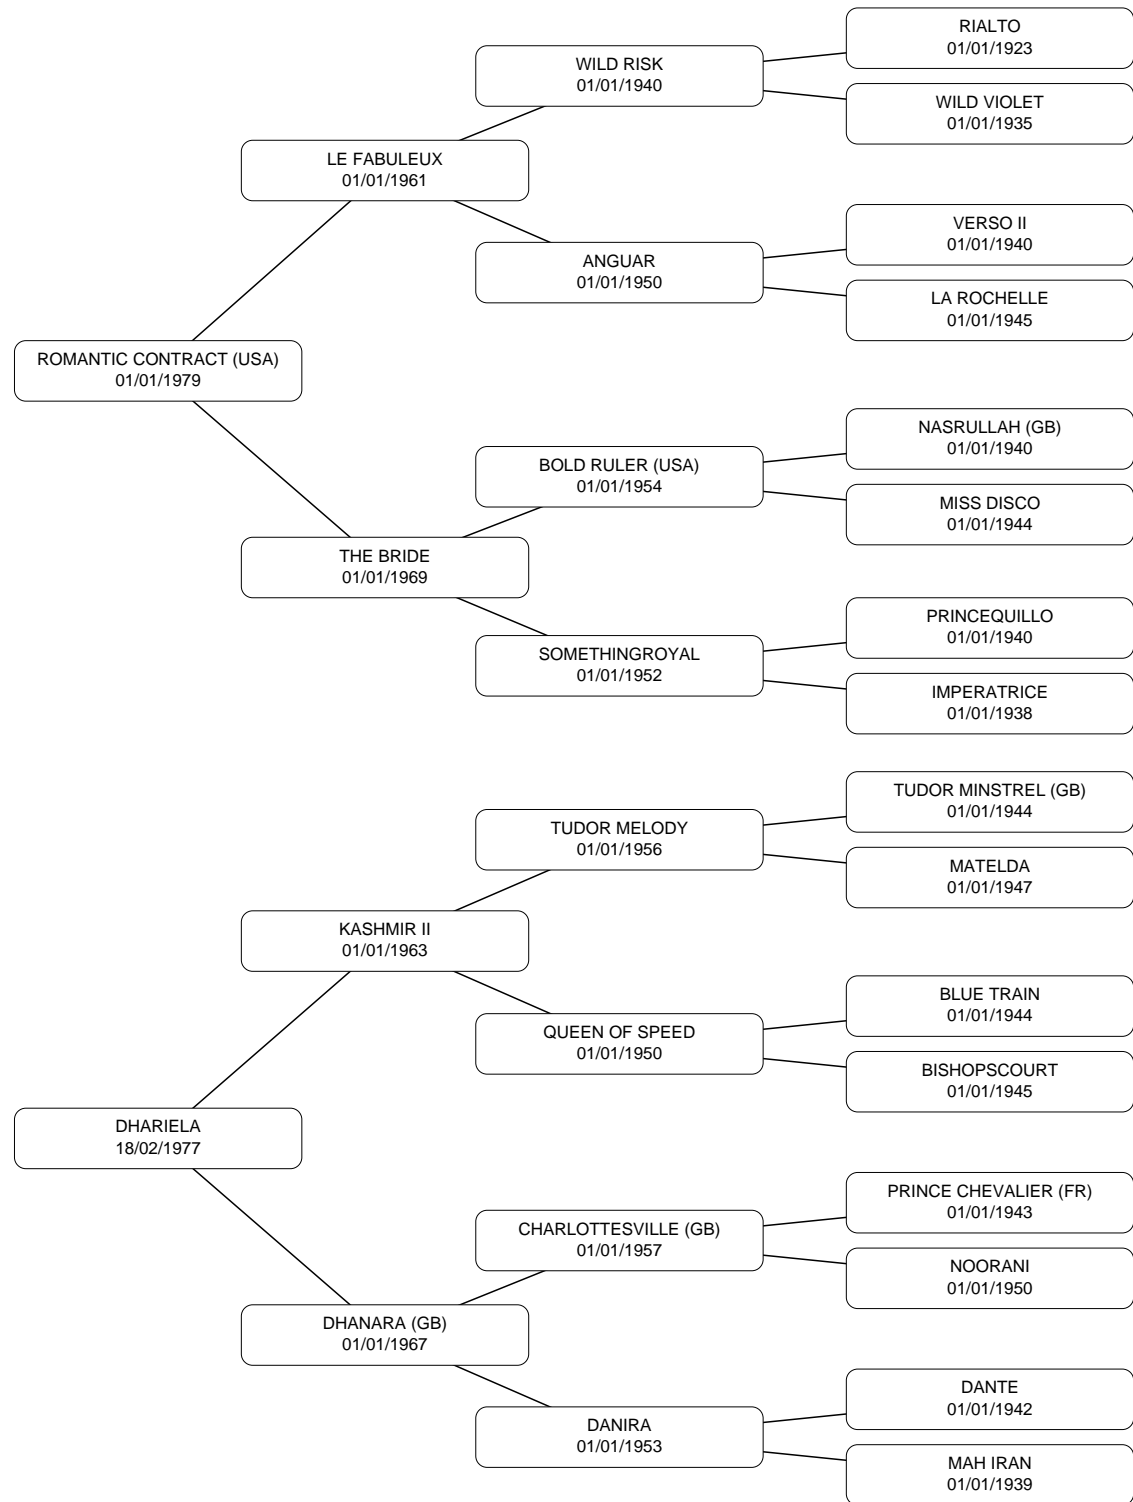 RIALTO
01/01/1923
WILD RISK
01/01/1940
WILD VIOLET
01/01/1935
LE FABULEUX
01/01/1961
VERSO II
01/01/1940
ANGUAR
01/01/1950
LA ROCHELLE
01/01/1945
ROMANTIC CONTRACT (USA)
01/01/1979
NASRULLAH (GB)
01/01/1940
BOLD RULER (USA)
01/01/1954
MISS DISCO
01/01/1944
THE BRIDE
01/01/1969
PRINCEQUILLO
01/01/1940
SOMETHINGROYAL
01/01/1952
IMPERATRICE
01/01/1938
TUDOR MINSTREL (GB)
01/01/1944
TUDOR MELODY
01/01/1956
MATELDA
01/01/1947
KASHMIR II
01/01/1963
BLUE TRAIN
01/01/1944
QUEEN OF SPEED
01/01/1950
BISHOPSCOURT
01/01/1945
DHARIELA
18/02/1977
PRINCE CHEVALIER (FR)
01/01/1943
CHARLOTTESVILLE (GB)
01/01/1957
NOORANI
01/01/1950
DHANARA (GB)
01/01/1967
DANTE
01/01/1942
DANIRA
01/01/1953
MAH IRAN
01/01/1939